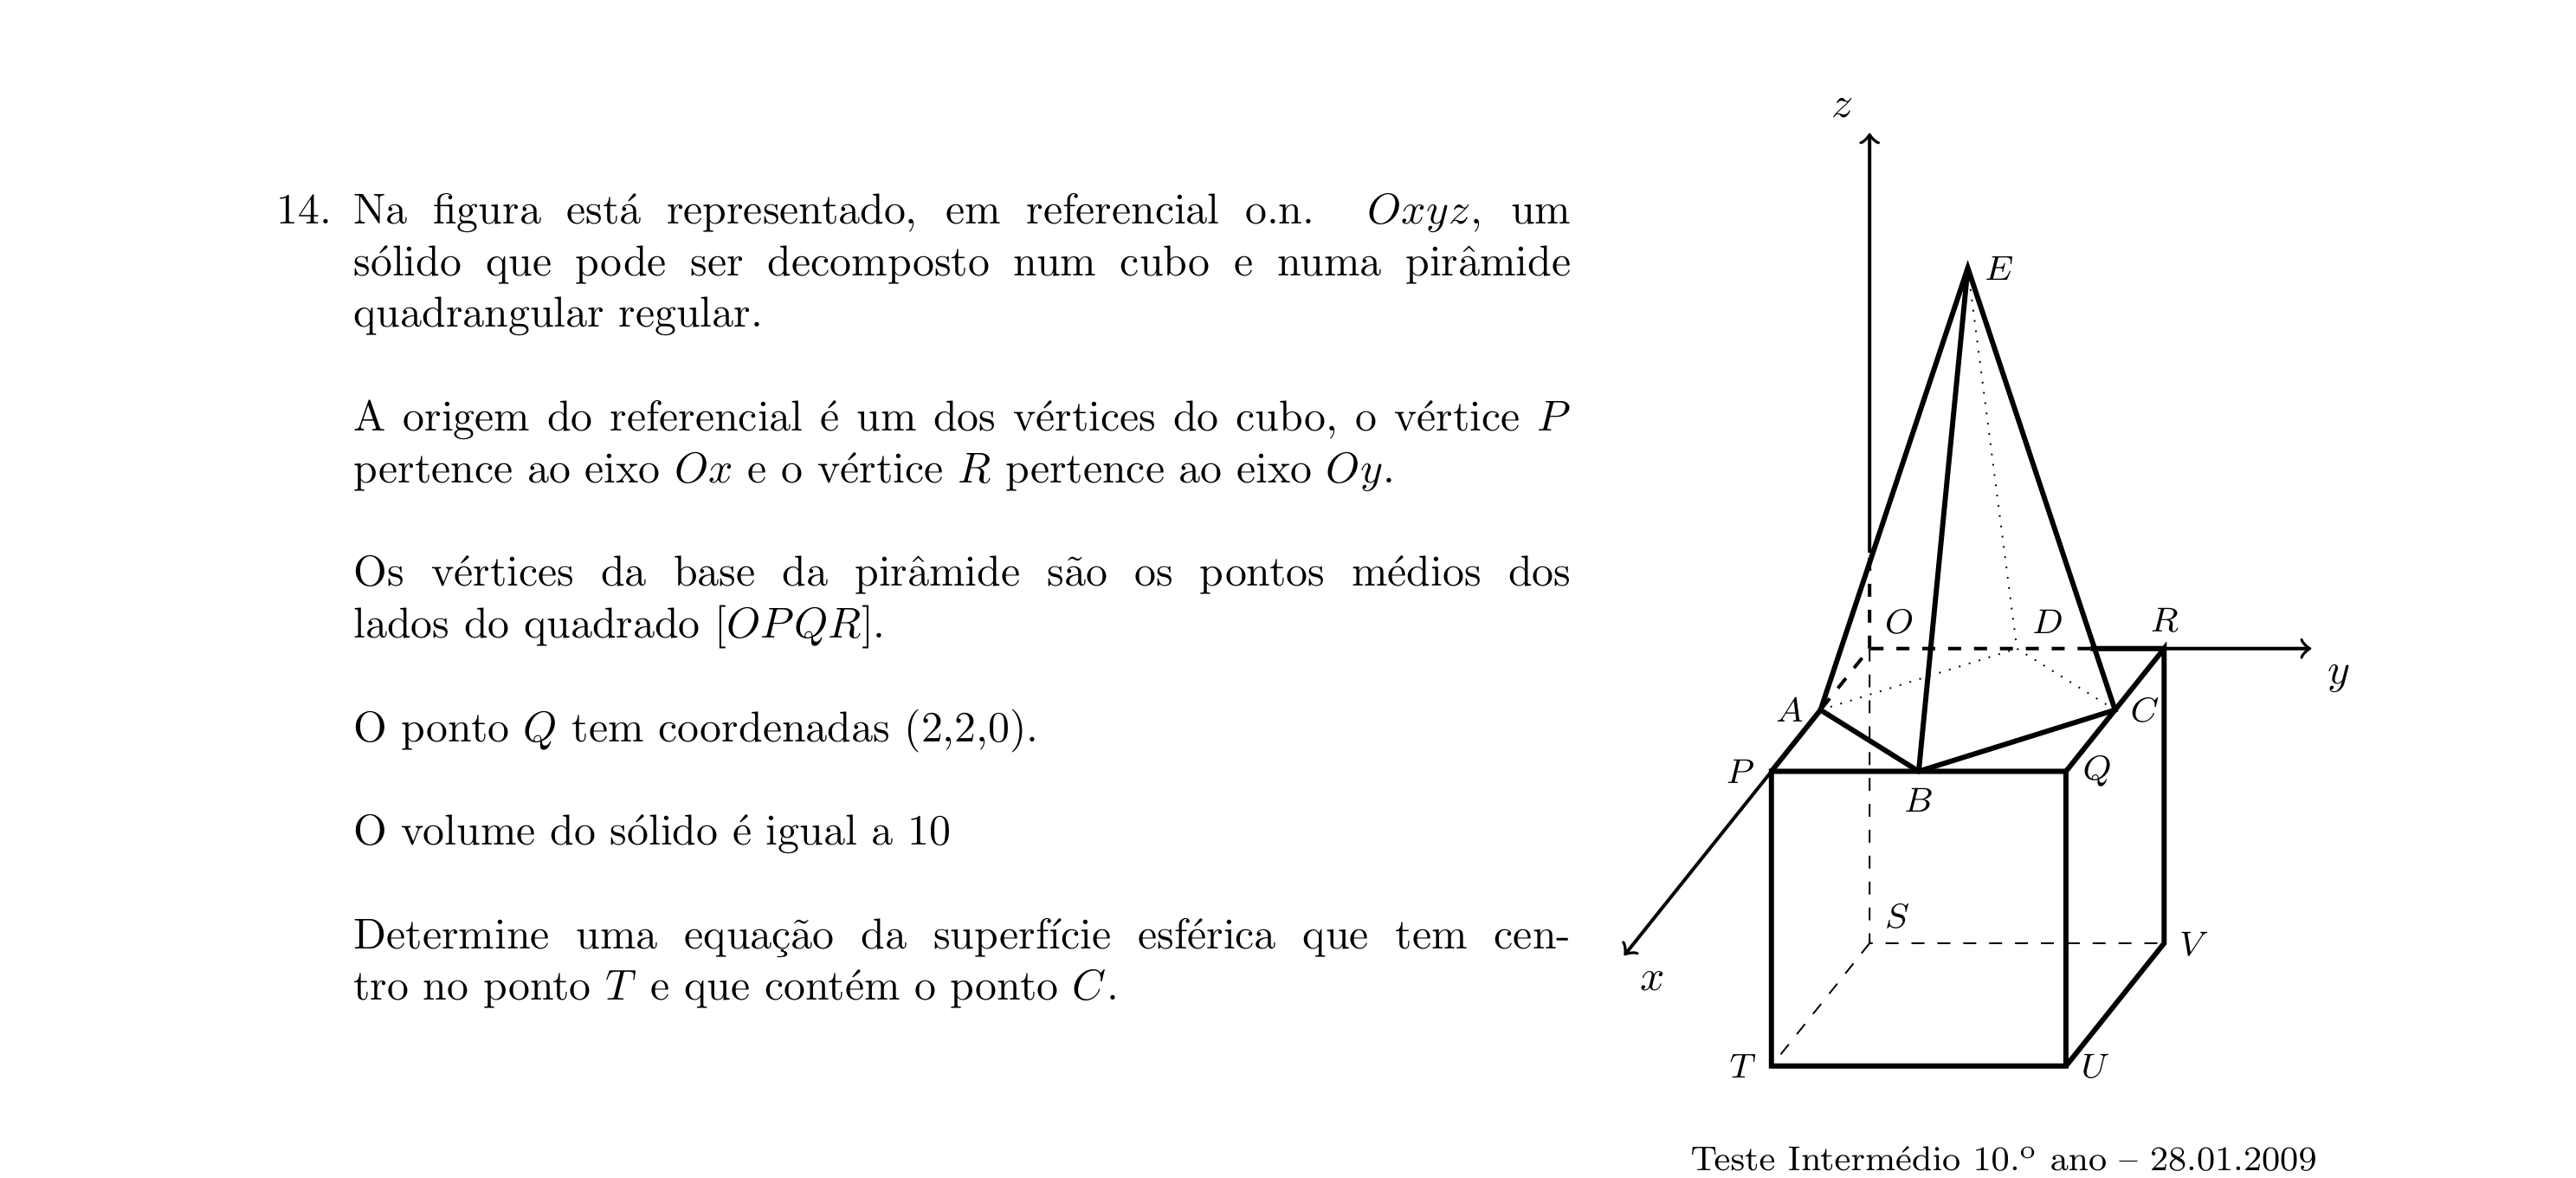 14. Na figura está representado, em referencial o.n. Oxyz, um
sólido que pode ser decomposto num cubo e numa pirâmide
quadrangular regular.
A origem do referencial é um dos vértices do cubo, o vértice P
pertence ao eixo Ox e o vértice R pertence ao eixo Oy.
Os vértices da base da pirâmide são os pontos médios dos
lados do quadrado [OPQR].
O ponto Q tem coordenadas (2,2,0).
O volume do sólido é igual a 10
Determine uma equação da superfície esférica que tem cen-
tro no ponto T e que contém o ponto C.
z
E
O
D
R
y
A
C
P
B
Q
S
V
x
T
U
Teste Intermédio 10.º ano – 28.01.2009